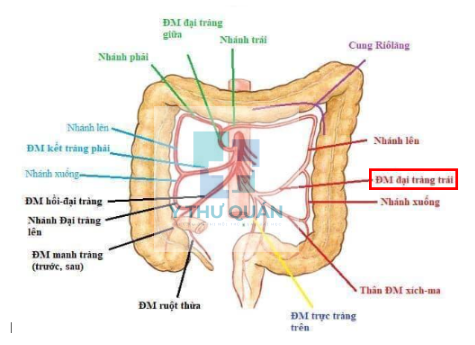 ĐM đại tràng
giữa
Nhánh trái
Cung Riôlăng
Nhánh phải
Nhánh lên
ĐM kết tràng phải
Nhánh xuống
ĐM hồi-đại tràng
Nhánh Đại tràng
lên
ĐM manh tràng
(trước, sau)
ĐM ruột thừa
Nhánh lên
ĐM đại tràng trái
Nhánh xuống
Thân ĐM xích-ma
ĐM trực tràng
trên
Y THƯ QUÁN